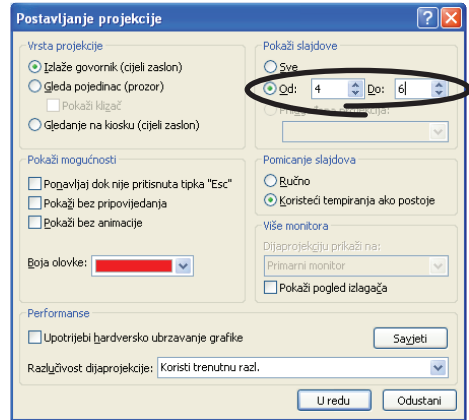 Postavljanje projekcije
Vrsta projekcije
Izlaže govornik (cijeli zaslon)
Gleda pojedinac (prozor)
Pokaži klizač
Gledanje na kiosku (cijeli zaslon)
Pokaži slajdove
Sve
Od: 4 Do: 6
projekcija:
Pokaži mogućnosti
Ponavljaj dok nije pritisnuta tipka "Esc"
Pokaži bez pripovijedanja
Pokaži bez animacije
Boja olovke:
Pomicanje slajdova
Ručno
Koristeći tempiranja ako postoje
Više monitora
Dijaprojekciju prikaži na:
Primarni monitor
Pokaži pogled izlagača
Performanse
Upotrijebi hardversko ubrzavanje grafike
Savjeti
Razlučivost dijaprojekcije: Koristi trenutnu razl.
U redu
Odustani